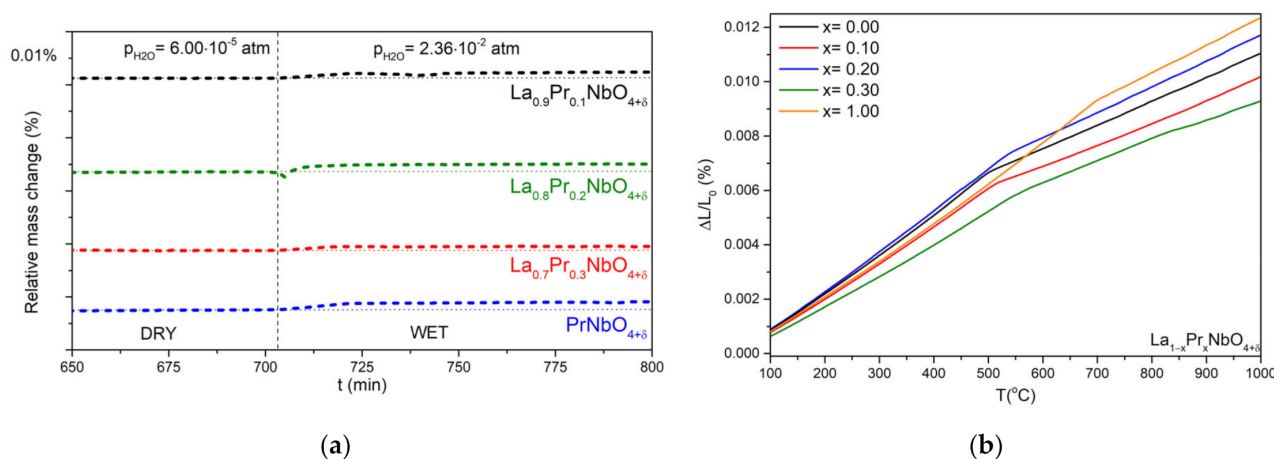 0.01%
Relative mass change (%)
p_H2O= 6.00·10⁻⁵ atm
p_H2O= 2.36·10⁻² atm
La₀.₉Pr₀.₁NbO₄₊δ
La₀.₈Pr₀.₂NbO₄₊δ
La₀.₇Pr₀.₃NbO₄₊δ
PrNbO₄₊δ
DRY
WET
650 675 700 725 750 775 800
t (min)
(a)
0.012
0.010
0.008
0.006
0.004
0.002
0.000
ΔL/L₀ (%)
x= 0.00
x= 0.10
x= 0.20
x= 0.30
x= 1.00
La₁₋ₓPrₓNbO₄₊δ
100 200 300 400 500 600 700 800 900 1000
T(°C)
(b)